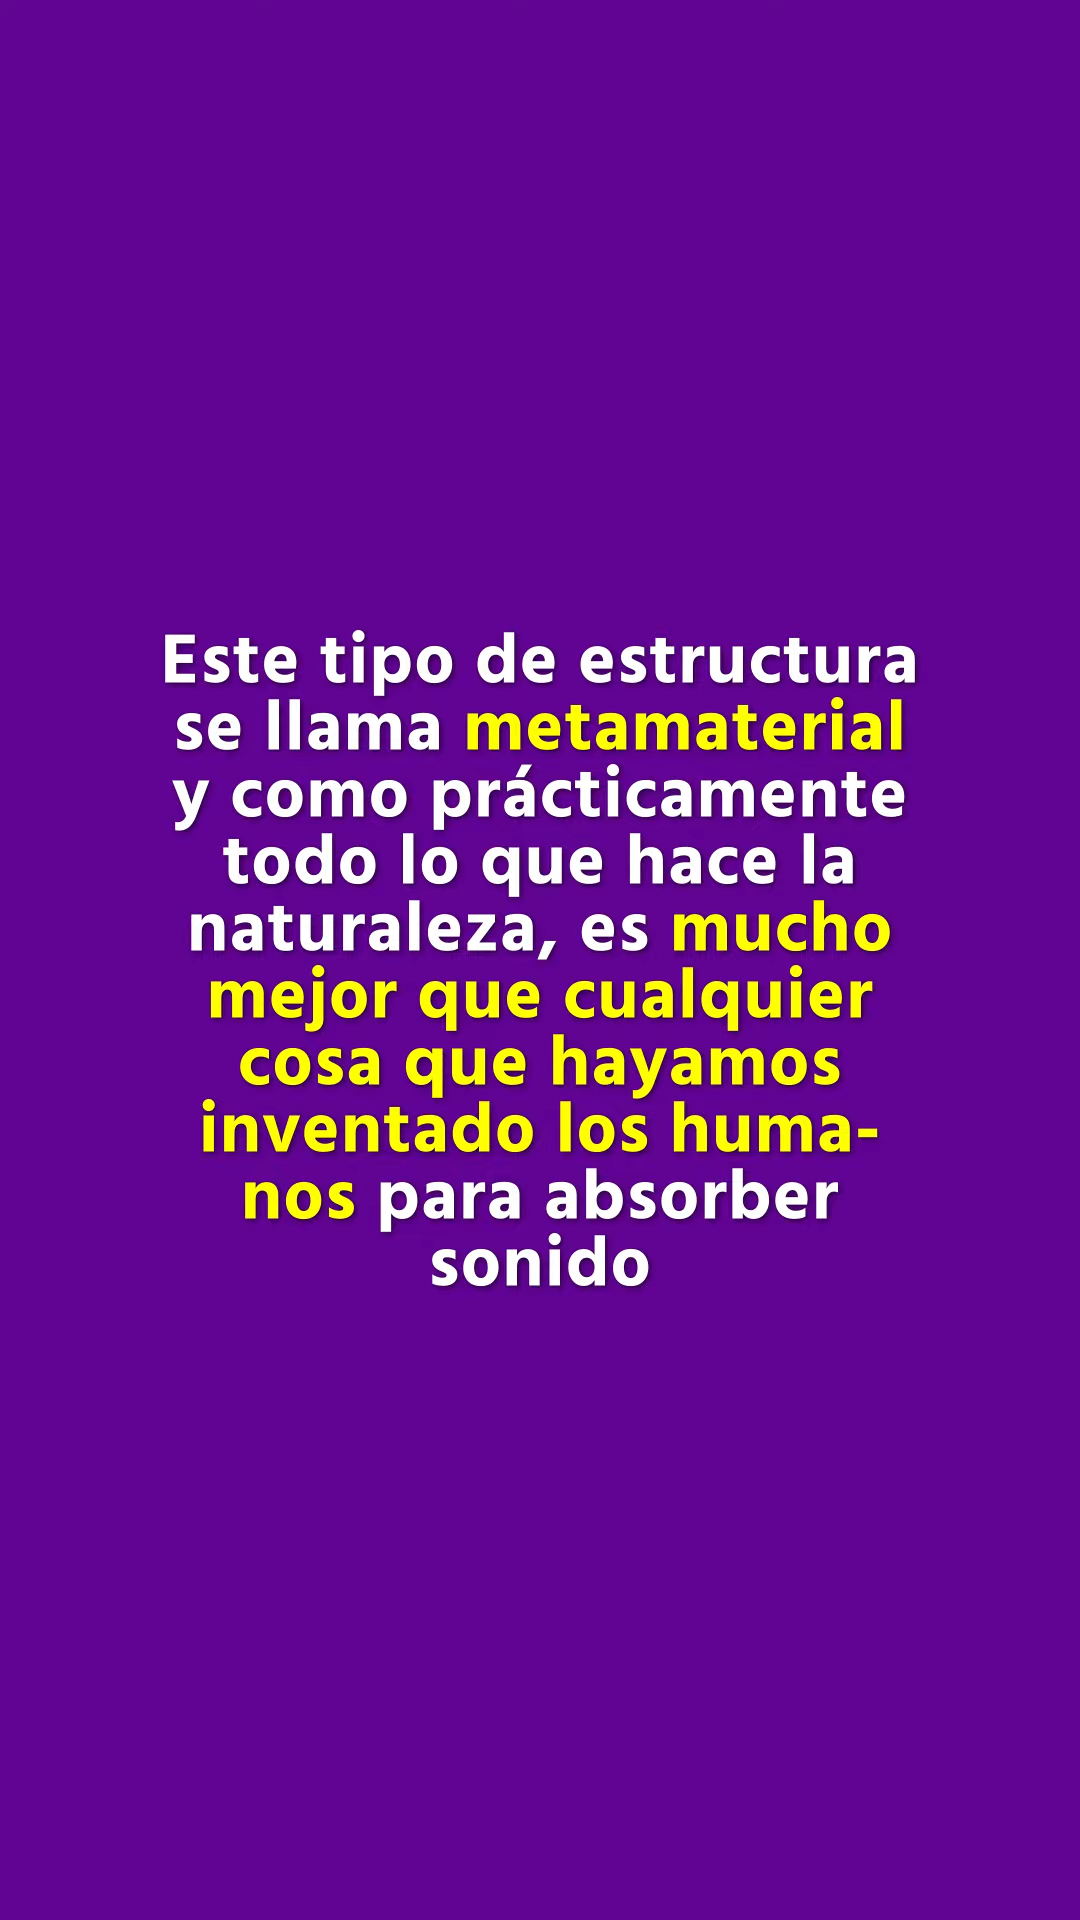 Este tipo de estructura
se llama metamaterial
y como prácticamente
todo lo que hace la
naturaleza, es mucho
mejor que cualquier
cosa que hayamos
inventado los huma-
nos para absorber
sonido